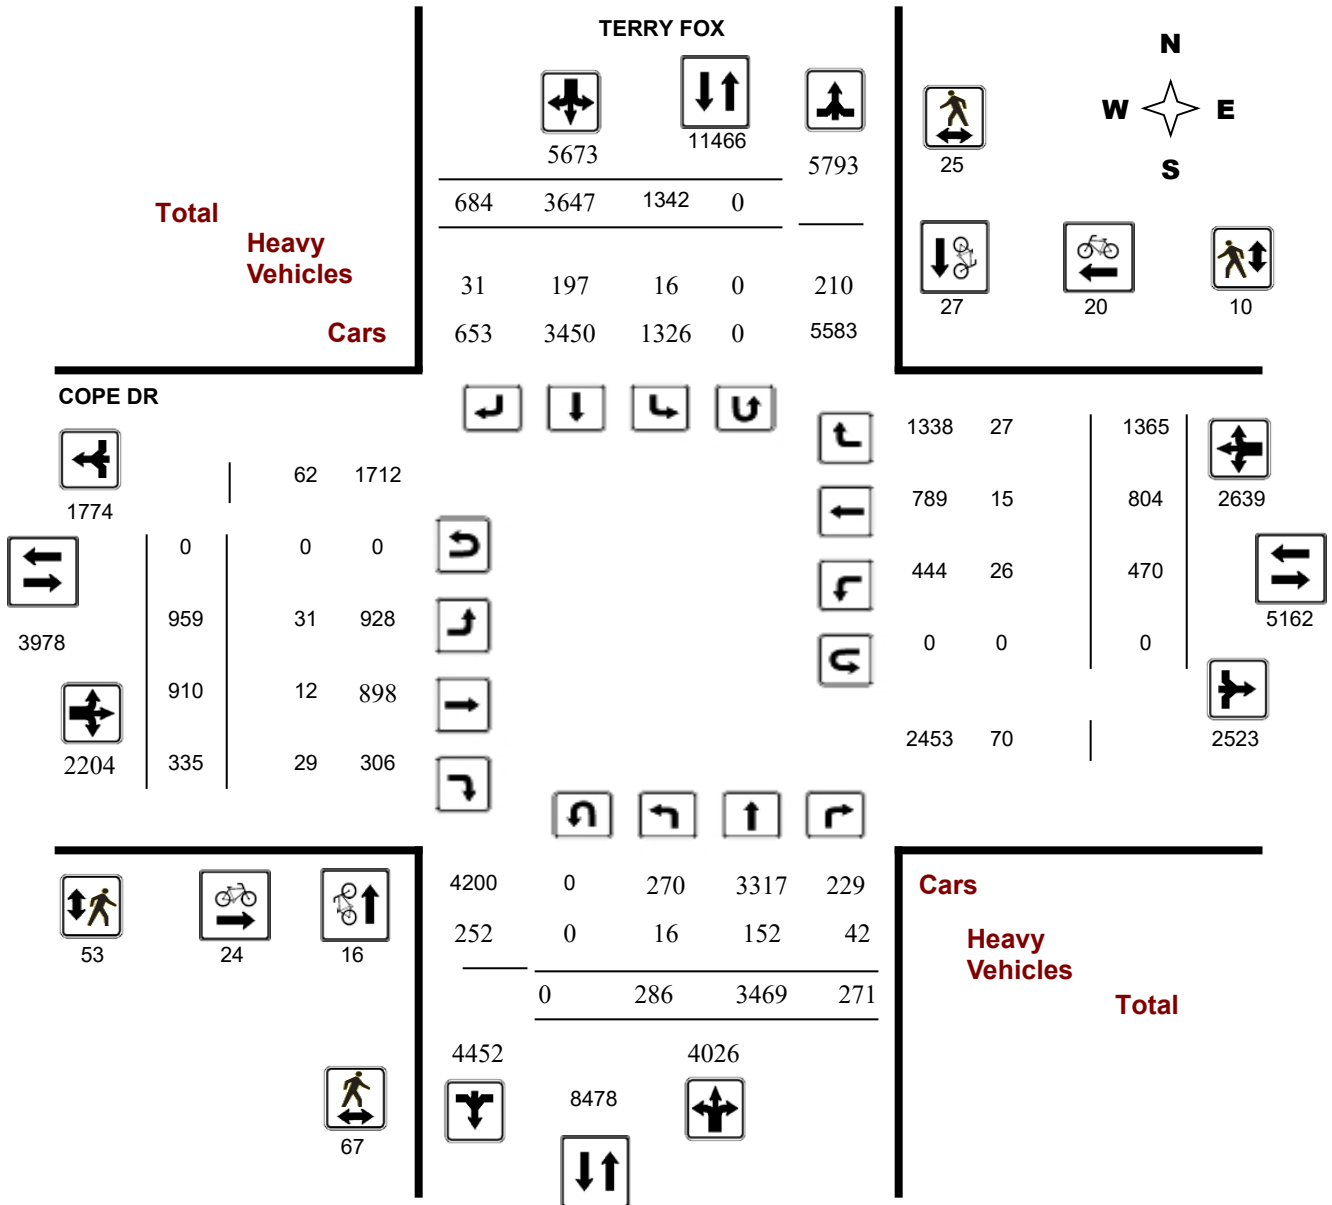 TERRY FOX
N
W E
S
5673
11466
5793
25
684 3647 1342 0
Total
Heavy
Vehicles
31 197 16 0 210
27 20 10
Cars
653 3450 1326 0 5583
COPE DR
1338 27 1365
62 1712
1774
789 15 804 2639
0 0 0
444 26 470
5162
959 31 928
3978
0 0 0
910 12 898
2453 70 2523
2204 335 29 306
4200 0 270 3317 229
Cars
252 0 16 152 42
Heavy
Vehicles
53 24 16
0 286 3469 271
Total
4452 4026
8478
67